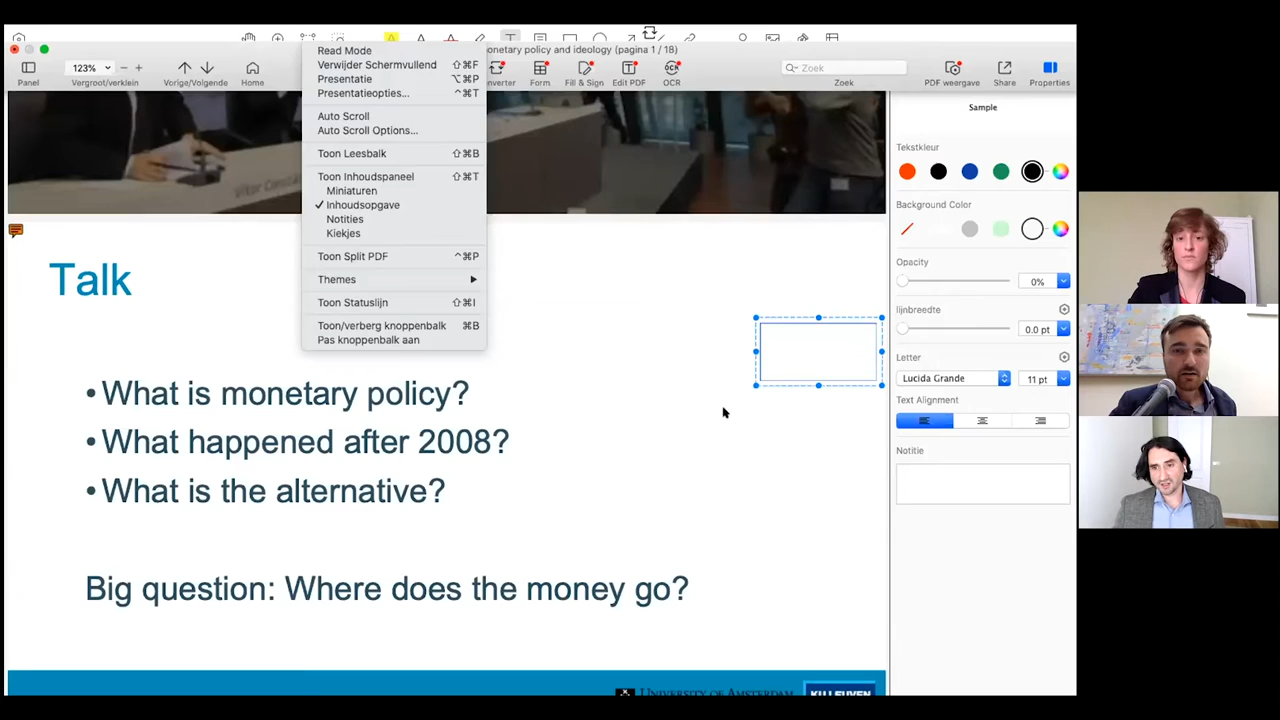 onetary policy and ideology (pagina 1 / 18)
123%
Zoek
Panel
Vergroot/verklein
Vorige/Volgende
Home
nverter
Form
Fill & Sign
Edit PDF
OCR
OCR
Zoek
PDF weergave
Share
Properties
Read Mode
Verwijder Schermvullend ⇧⌘F
Presentatie ⌥⌘P
Presentatieopties... ^⌘T
Auto Scroll
Auto Scroll Options...
Toon Leesbalk ⇧⌘B
Toon Inhoudspaneel ⇧⌘T
Miniaturen
✓ Inhoudsopgave
Notities
Kiekjes
Toon Split PDF ^⌘P
Themes
Toon Statuslijn ⇧⌘I
Toon/verberg knoppenbalk ⌘B
Pas knoppenbalk aan
Talk
•What is monetary policy?
•What happened after 2008?
•What is the alternative?
Big question: Where does the money go?
UNIVERSITY OF AMSTERDAM
KU LEUVEN
Sample
Tekstkleur
Background Color
Opacity
0%
lijnbreedte
0.0 pt
Letter
Lucida Grande
11 pt
Text Alignment
Notitie